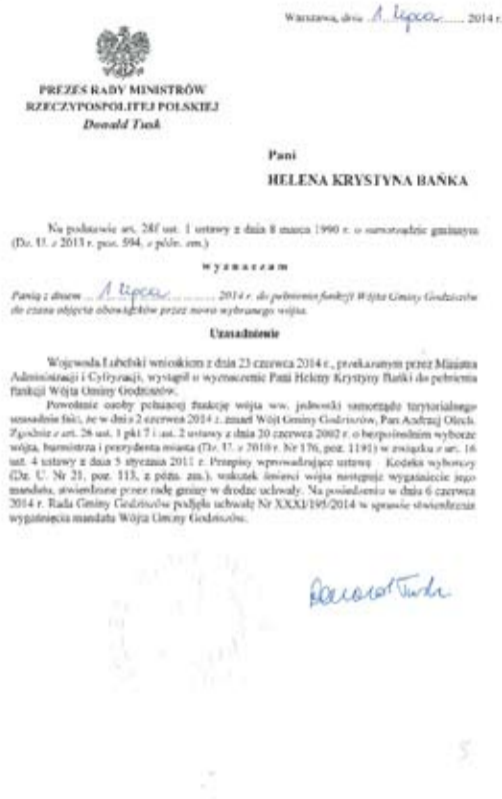 Warszawa, dnia 1 lipca 2014 r.
PREZES RADY MINISTRÓW
RZECZYPOSPOLITEJ POLSKIEJ
Donald Tusk
Pani
HELENA KRYSTYNA BAŃKA
Na podstawie art. 28f ust. 1 ustawy z dnia 8 marca 1990 r. o samorządzie gminnym
(Dz. U. z 2013 r. poz. 594, z późn. zm.)
wyznaczam
Panią z dniem 1 lipca 2014 r. do pełnienia funkcji Wójta Gminy Godziszów
do czasu objęcia obowiązków przez nowo wybranego wójta.
Uzasadnienie
Wojewoda Lubelski wnioskiem z dnia 23 czerwca 2014 r., przekazanym przez Ministra
Administracji i Cyfryzacji, wystąpił o wyznaczenie Pani Heleny Krystyny Bańki do pełnienia
funkcji Wójta Gminy Godziszów.
Powołanie osoby pełniącej funkcję wójta ww. jednostki samorządu terytorialnego
uzasadnia fakt, że w dniu 2 czerwca 2014 r. zmarł Wójt Gminy Godziszów, Pan Andrzej Olech.
Zgodnie z art. 26 ust. 1 pkt 7 i ust. 2 ustawy z dnia 20 czerwca 2002 r. o bezpośrednim wyborze
wójta, burmistrza i prezydenta miasta (Dz. U. z 2010 r. Nr 176, poz. 1191) w związku z art. 16
ust. 4 ustawy z dnia 5 stycznia 2011 r. Przepisy wprowadzające ustawę – Kodeks wyborczy
(Dz. U. Nr 21, poz. 113, z późn. zm.), wskutek śmierci wójta następuje wygaśnięcie jego
mandatu, stwierdzone przez radę gminy w drodze uchwały. Na posiedzeniu w dniu 6 czerwca
2014 r. Rada Gminy Godziszów podjęła uchwałę Nr XXXI/195/2014 w sprawie stwierdzenia
wygaśnięcia mandatu Wójta Gminy Godziszów.
Donald Tusk
5